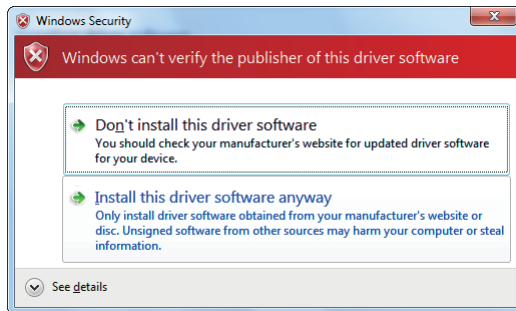 Windows Security
Windows can't verify the publisher of this driver software
Don't install this driver software
You should check your manufacturer's website for updated driver software
for your device.
Install this driver software anyway
Only install driver software obtained from your manufacturer's website or
disc. Unsigned software from other sources may harm your computer or steal
information.
See details